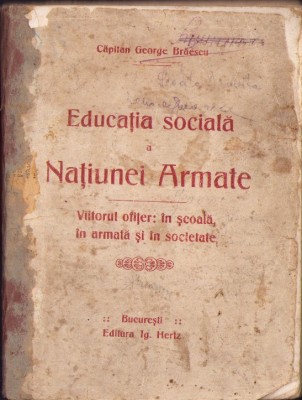 Căpitan George Brăescu
Educația socială
a
Națiunei Armate
Viitorul ofițer: în școală,
în armată și în societate
:: București ::
Editura Ig. Hertz